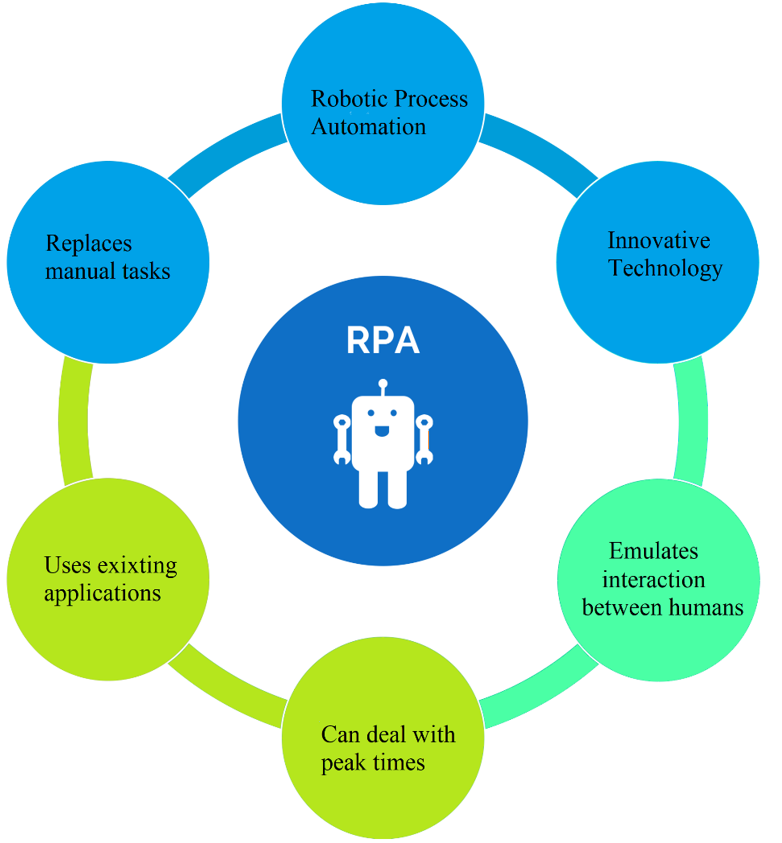 Robotic Process
Automation
Replaces
manual tasks
Innovative
Technology
RPA
Uses exixting
applications
Emulates
interaction
between humans
Can deal with
peak times